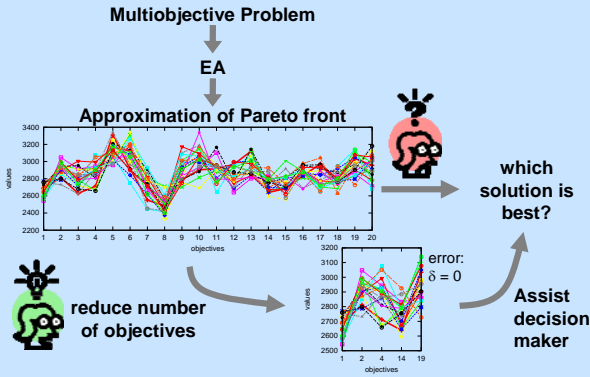 Multiobjective Problem
EA
Approximation of Pareto front
3400
3200
3000
2800
2600
2400
2200
values
1 2 3 4 5 6 7 8 9 10 11 12 13 14 15 16 17 18 19 20
objectives
?
which
solution is
best?
reduce number
of objectives
3200
3100
3000
2900
2800
2700
2600
2500
values
1 2 4 14 19
objectives
error:
δ = 0
Assist
decision
maker